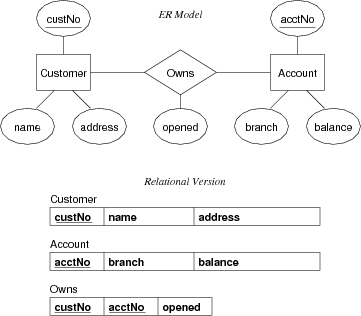 ER Model
custNo
acctNo
Customer
Owns
Account
name
address
opened
branch
balance
Relational Version
Customer
custNo name address
Account
acctNo branch balance
Owns
custNo acctNo opened